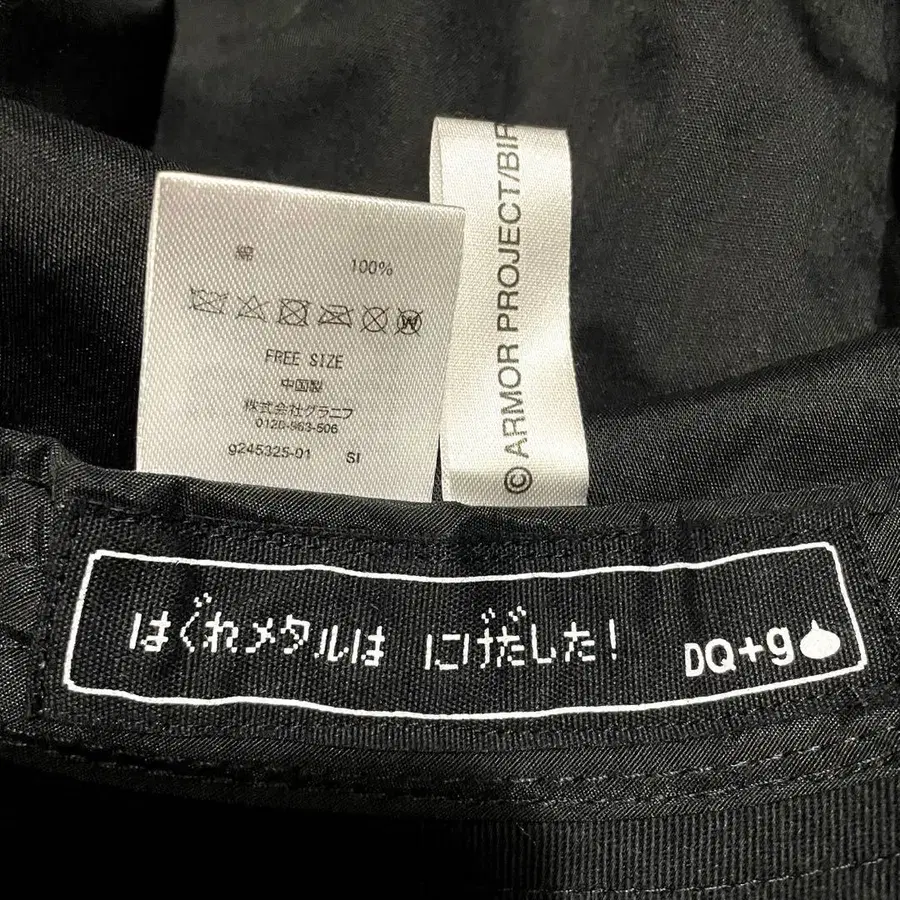 綿 100%
FREE SIZE
中国製
株式会社グラニフ
0120-963-506
g245325-01 SI
© ARMOR PROJECT/BIR
はぐれメタルは にげだした!
DQ+g